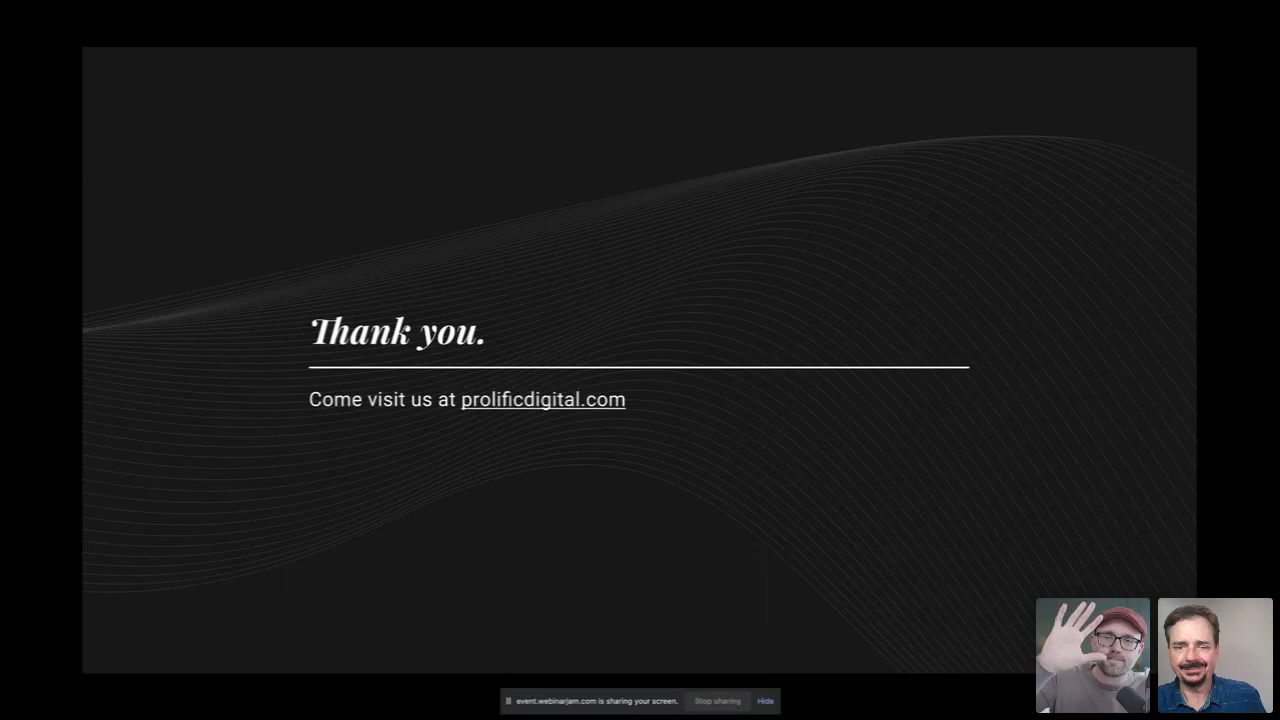 Thank you.
Come visit us at prolificdigital.com
event.webinarjam.com is sharing your screen. Stop sharing Hide